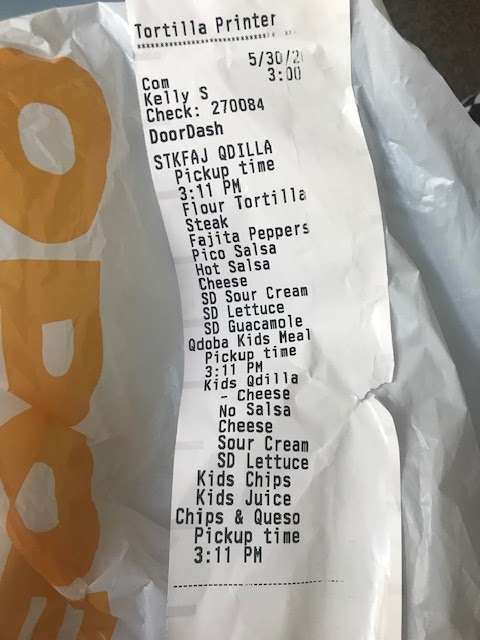 Tortilla Printer
5/30/2
Com 3:00
Kelly S
Check: 270084
DoorDash
STKFAJ QDILLA
Pickup time
3:11 PM
Flour Tortilla
Steak
Fajita Peppers
Pico Salsa
Hot Salsa
Cheese
SD Sour Cream
SD Lettuce
SD Guacamole
Qdoba Kids Meal
Pickup time
3:11 PM
Kids Qdilla
- Cheese
No Salsa
Cheese
Sour Cream
SD Lettuce
Kids Chips
Kids Juice
Chips & Queso
Pickup time
3:11 PM